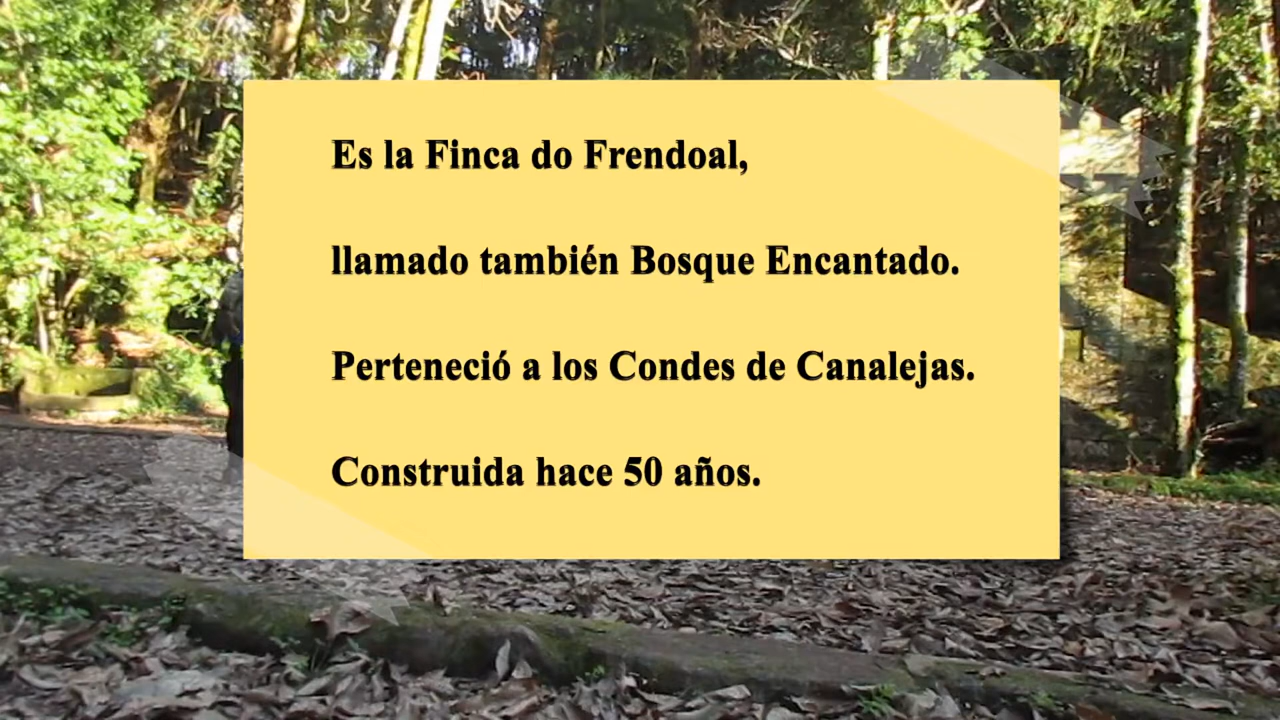 Es la Finca do Frendoal,
llamado también Bosque Encantado.
Perteneció a los Condes de Canalejas.
Construida hace 50 años.